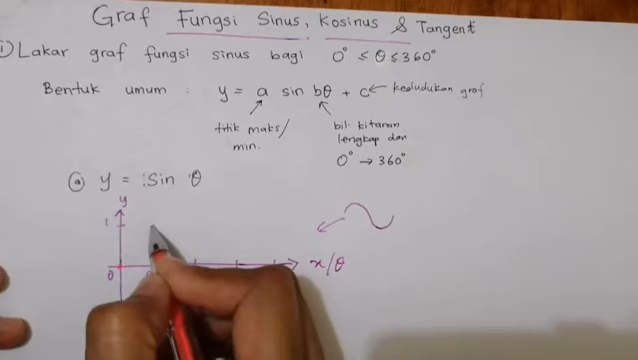 Graf Fungsi Sinus, Kosinus & Tangent
i) Lakar graf fungsi sinus bagi 0° ≤ θ ≤ 360°
Bentuk umum : y = a sin bθ + c ← kedudukan graf
titik maks/
min.
bil. kitaran
lengkap dari
0° → 360°
ⓐ y = 1 Sin 1θ
y
1
0
x/θ